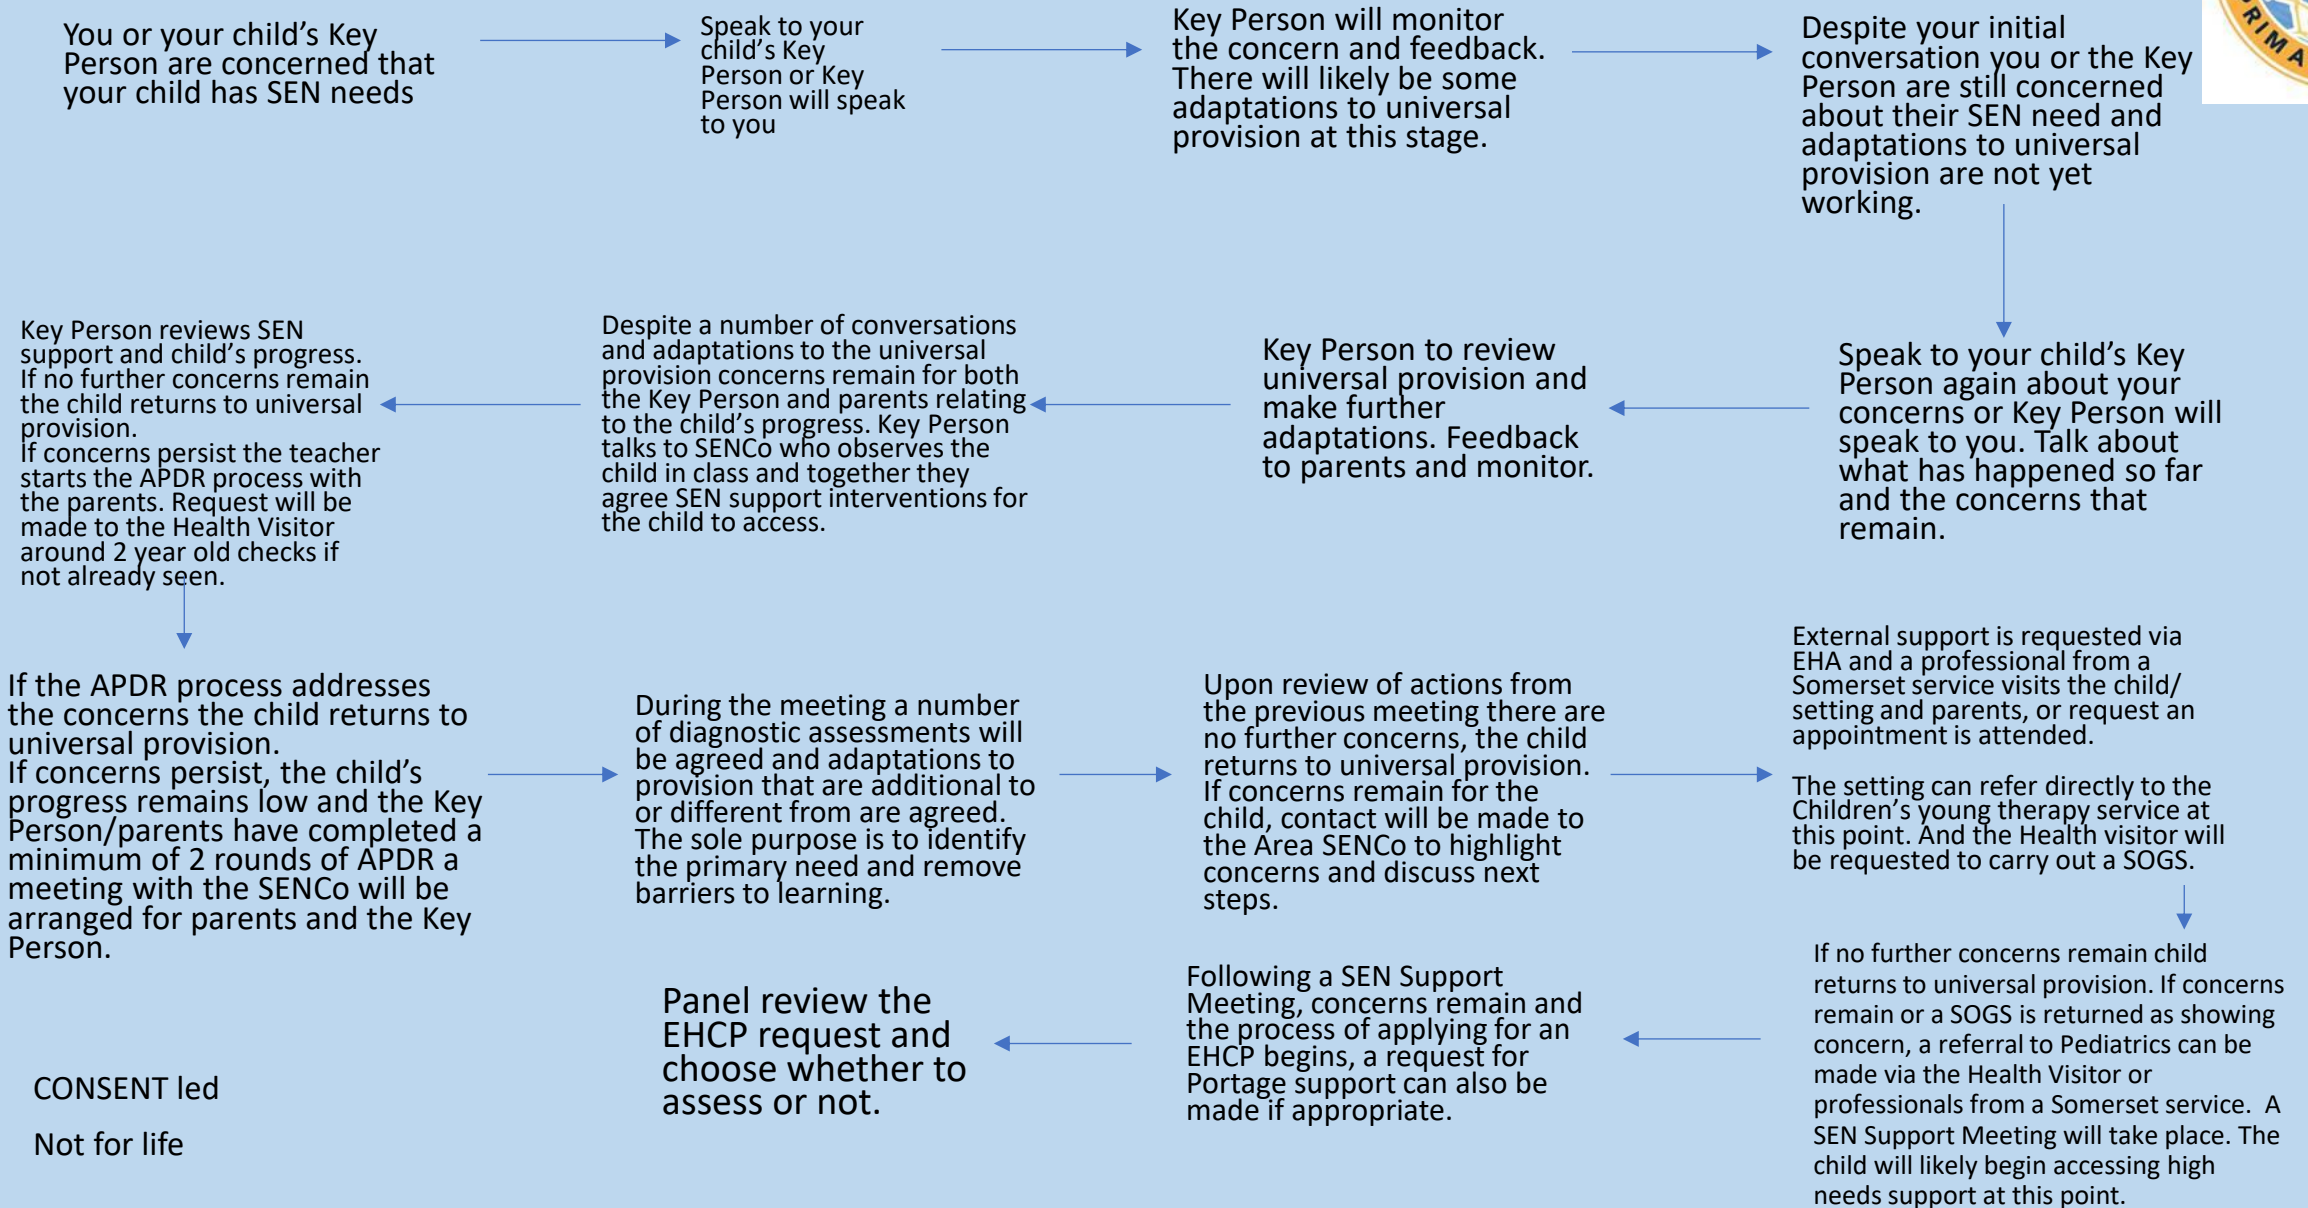 You or your child's Key
Person are concerned that
your child has SEN needs
Speak to your
child's Key
Person or Key
Person will speak
to you
Key Person will monitor
the concern and feedback.
There will likely be some
adaptations to universal
provision at this stage.
Despite your initial
conversation you or the Key
Person are still concerned
about their SEN need and
adaptations to universal
provision are not yet
working.
Speak to your child's Key
Person again about your
concerns or Key Person will
speak to you. Talk about
what has happened so far
and the concerns that
remain.
Key Person to review
universal provision and
make further
adaptations. Feedback
to parents and monitor.
Despite a number of conversations
and adaptations to the universal
provision concerns remain for both
the Key Person and parents relating
to the child's progress. Key Person
talks to SENCo who observes the
child in class and together they
agree SEN support interventions for
the child to access.
Key Person reviews SEN
support and child's progress.
If no further concerns remain
the child returns to universal
provision.
If concerns persist the teacher
starts the APDR process with
the parents. Request will be
made to the Health Visitor
around 2 year old checks if
not already seen.
If the APDR process addresses
the concerns the child returns to
universal provision.
If concerns persist, the child's
progress remains low and the Key
Person/parents have completed a
minimum of 2 rounds of APDR a
meeting with the SENCo will be
arranged for parents and the Key
Person.
During the meeting a number
of diagnostic assessments will
be agreed and adaptations to
provision that are additional to
or different from are agreed.
The sole purpose is to identify
the primary need and remove
barriers to learning.
Upon review of actions from
the previous meeting there are
no further concerns, the child
returns to universal provision.
If concerns remain for the
child, contact will be made to
the Area SENCo to highlight
concerns and discuss next
steps.
External support is requested via
EHA and a professional from a
Somerset service visits the child/
setting and parents, or request an
appointment is attended.
The setting can refer directly to the
Children's young therapy service at
this point. And the Health visitor will
be requested to carry out a SOGS.
If no further concerns remain child
returns to universal provision. If concerns
remain or a SOGS is returned as showing
concern, a referral to Pediatrics can be
made via the Health Visitor or
professionals from a Somerset service. A
SEN Support Meeting will take place. The
child will likely begin accessing high
needs support at this point.
Following a SEN Support
Meeting, concerns remain and
the process of applying for an
EHCP begins, a request for
Portage support can also be
made if appropriate.
Panel review the
EHCP request and
choose whether to
assess or not.
CONSENT led
Not for life